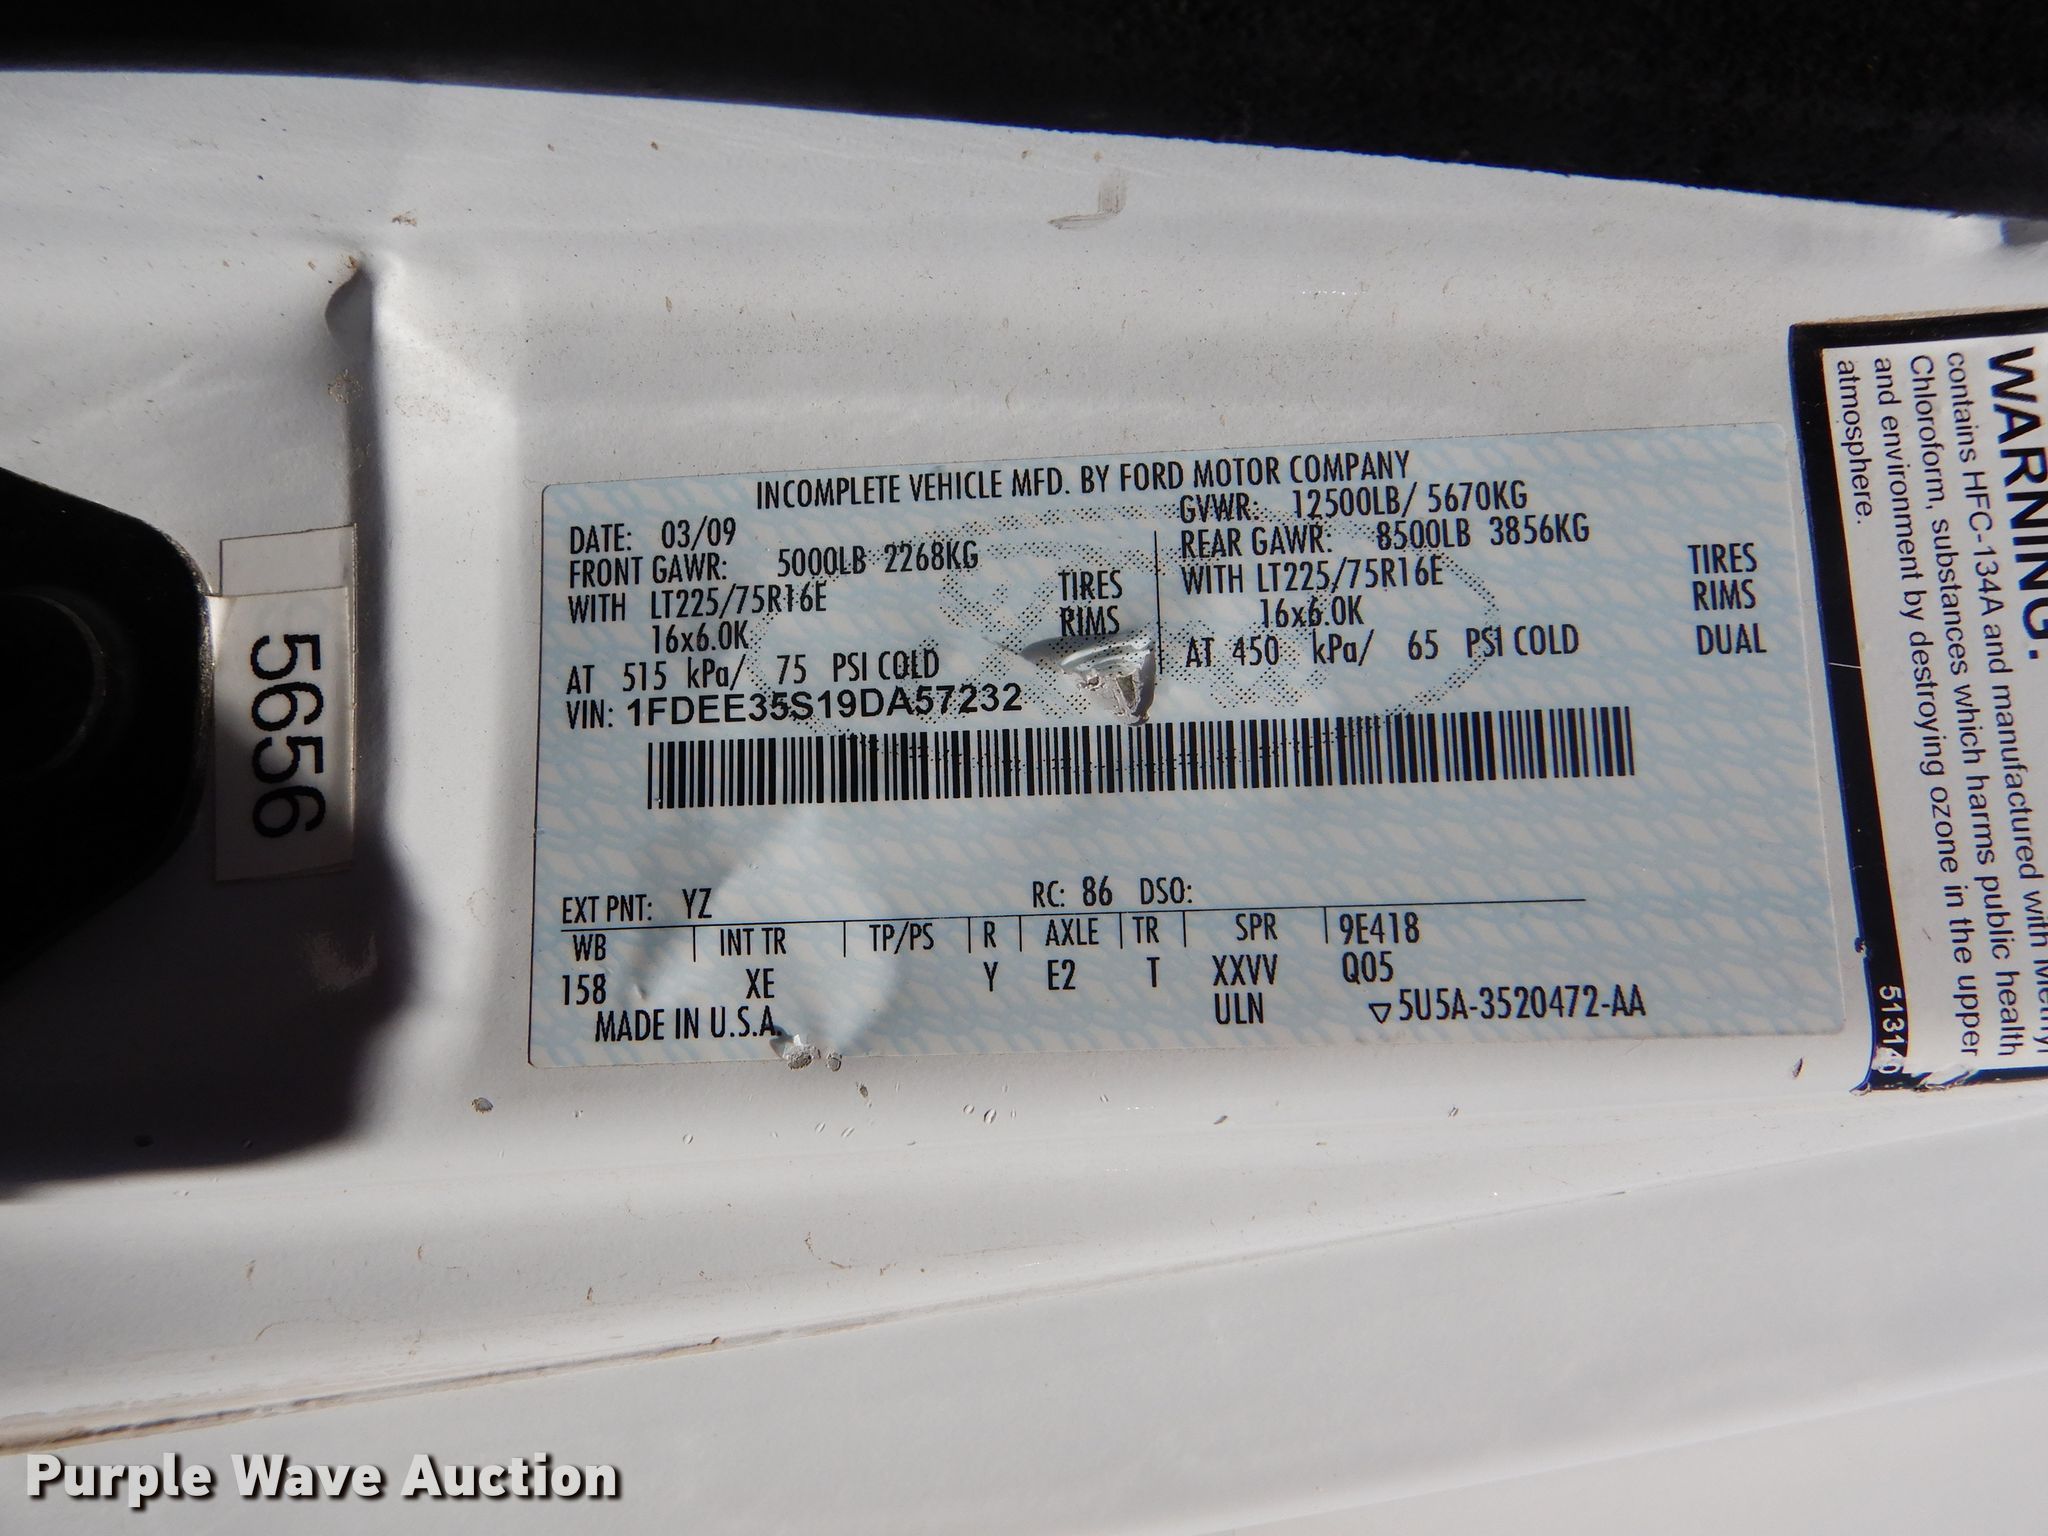 INCOMPLETE VEHICLE MFD. BY FORD MOTOR COMPANY
DATE: 03/09
GVWR: 12500LB/ 5670KG
FRONT GAWR: 5000LB 2268KG
REAR GAWR: 8500LB 3856KG
WITH LT225/75R16E TIRES
WITH LT225/75R16E TIRES
16x6.0K RIMS
16x6.0K RIMS
AT 515 kPa/ 75 PSI COLD
AT 450 kPa/ 65 PSI COLD DUAL
VIN: 1FDEE35S19DA57232
EXT PNT: YZ RC: 86 DSO:
WB INT TR TP/PS R AXLE TR SPR 9E418
158 XE Y E2 T XXVV Q05
MADE IN U.S.A. ULN ▽5U5A-3520472-AA
5656
WARNING.
contains HFC-134A and manufactured with Methyl
Chloroform, substances which harms public health
and environment by destroying ozone in the upper
atmosphere.
513140
Purple Wave Auction